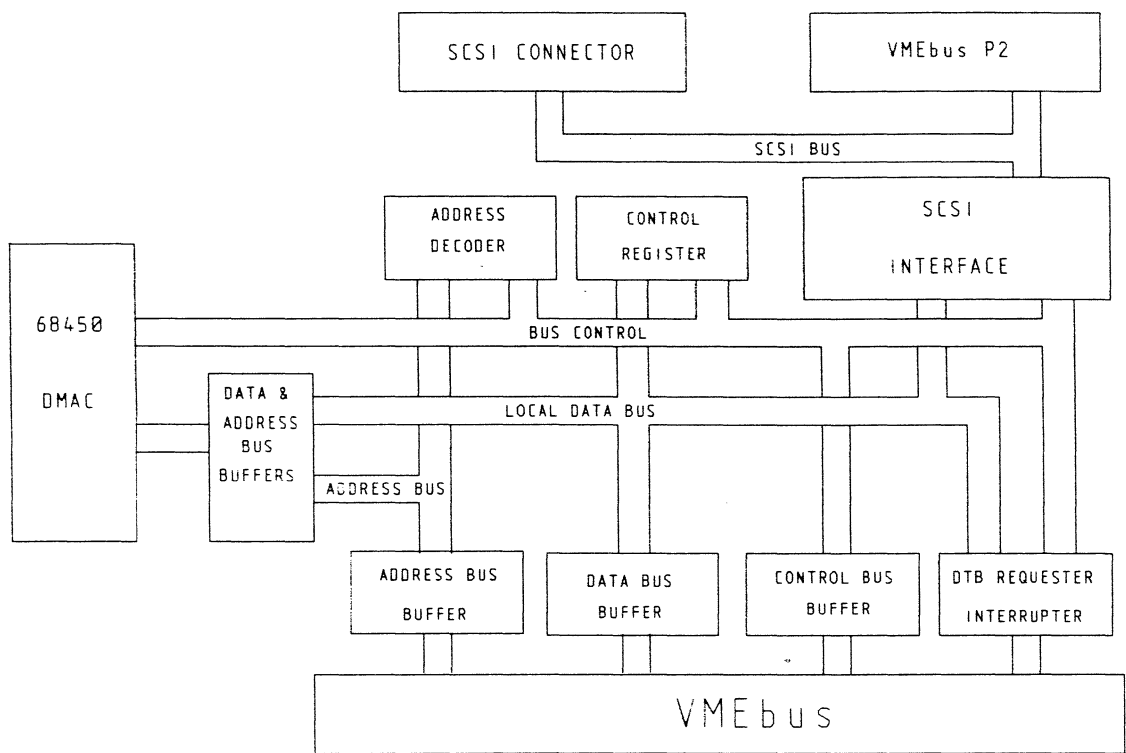 SCSI CONNECTOR
VMEbus P2
SCSI BUS
ADDRESS
DECODER
CONTROL
REGISTER
SCSI
INTERFACE
68450
DMAC
BUS CONTROL
DATA &
ADDRESS
BUS
BUFFERS
LOCAL DATA BUS
ADDRESS BUS
ADDRESS BUS
BUFFER
DATA BUS
BUFFER
CONTROL BUS
BUFFER
DTB REQUESTER
INTERRUPTER
VMEbus